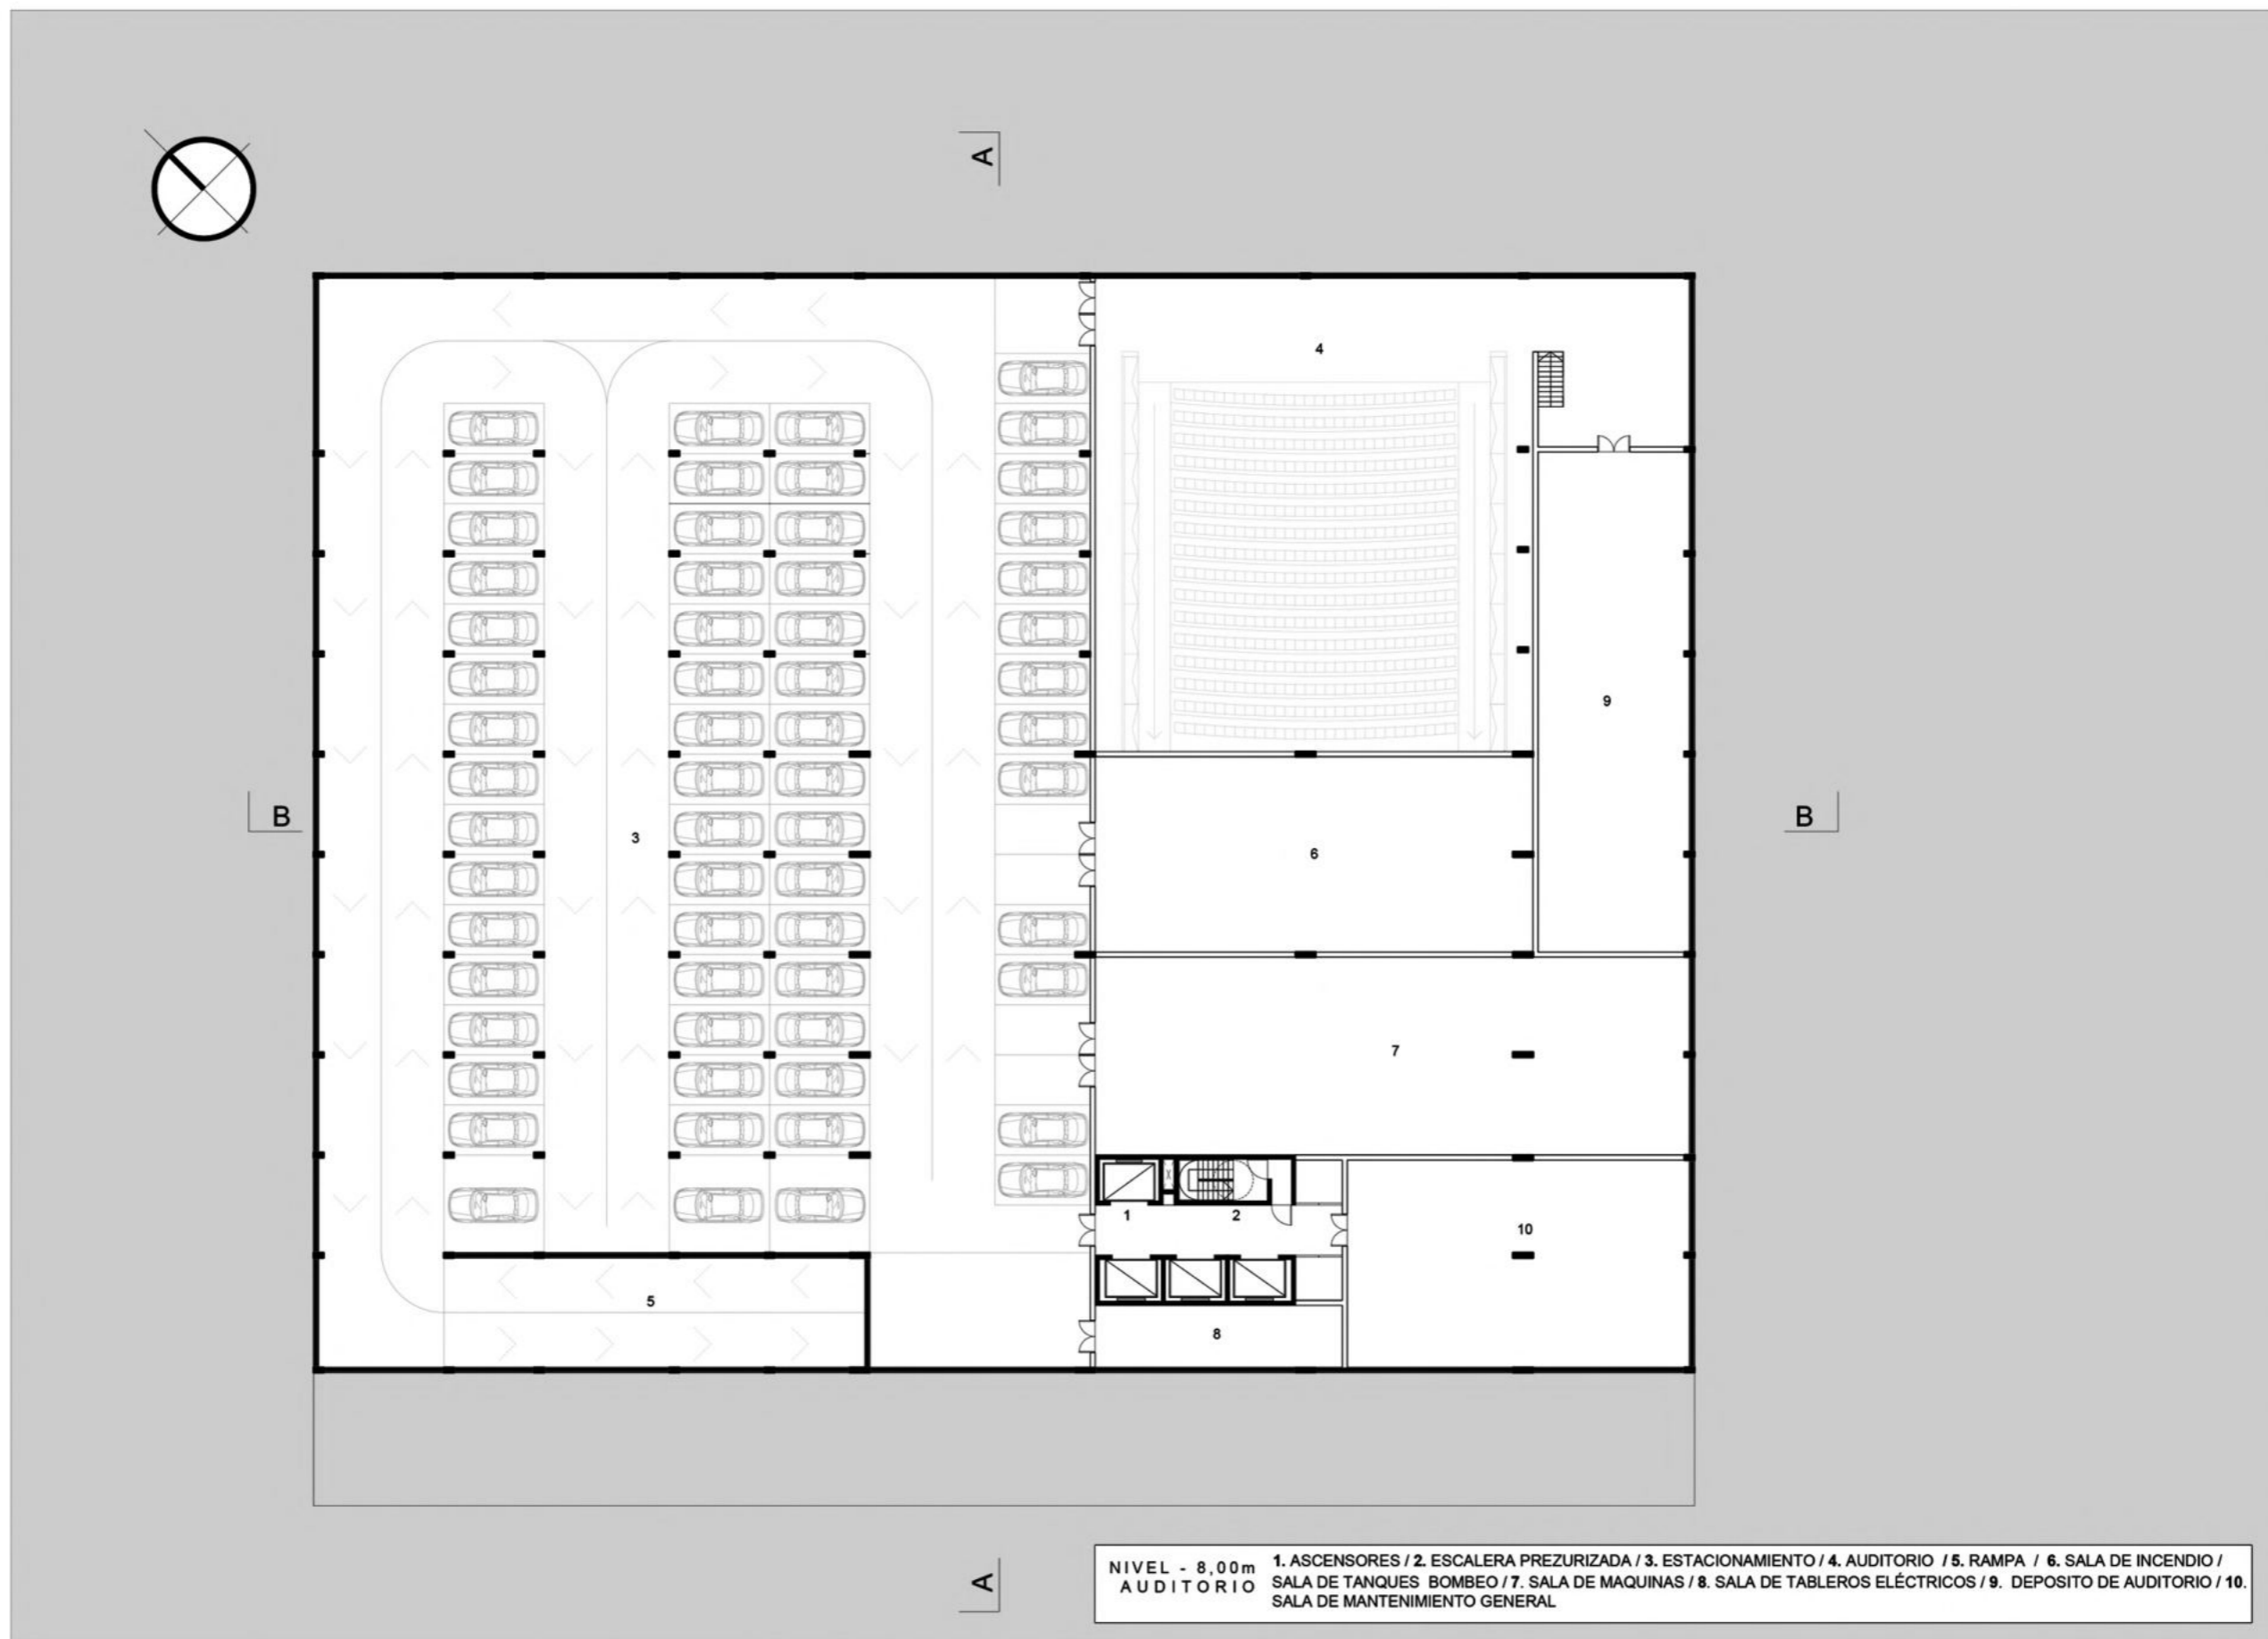 A
4
9
B
B
3
6
7
1
2
10
5
8
A
NIVEL - 8,00m
AUDITORIO
1. ASCENSORES / 2. ESCALERA PREZURIZADA / 3. ESTACIONAMIENTO / 4. AUDITORIO / 5. RAMPA / 6. SALA DE INCENDIO /
SALA DE TANQUES BOMBEO / 7. SALA DE MAQUINAS / 8. SALA DE TABLEROS ELÉCTRICOS / 9. DEPOSITO DE AUDITORIO / 10.
SALA DE MANTENIMIENTO GENERAL